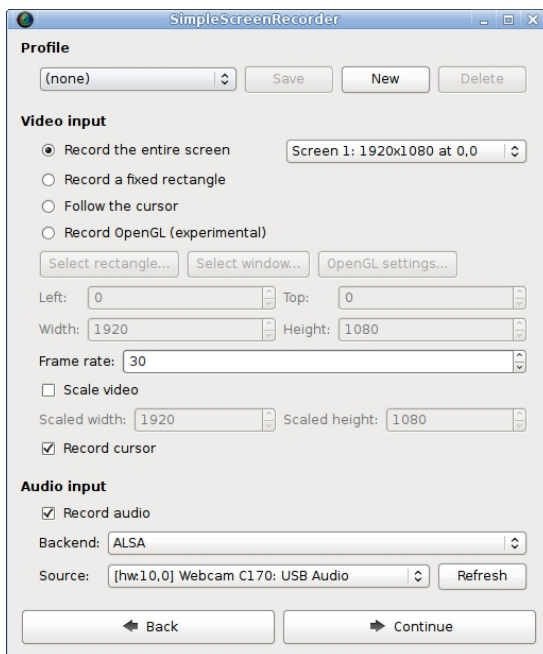 SimpleScreenRecorder
Profile
(none) Save New Delete
Video input
Record the entire screen Screen 1: 1920x1080 at 0,0
Record a fixed rectangle
Follow the cursor
Record OpenGL (experimental)
Select rectangle... Select window... OpenGL settings...
Left: 0 Top: 0
Width: 1920 Height: 1080
Frame rate: 30
Scale video
Scaled width: 1920 Scaled height: 1080
Record cursor
Audio input
Record audio
Backend: ALSA
Source: [hw:10,0] Webcam C170: USB Audio Refresh
Back Continue